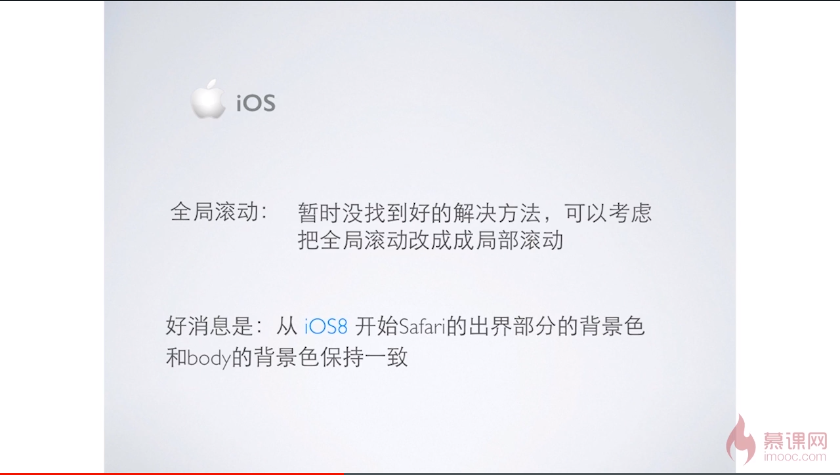 iOS
全局滚动： 暂时没找到好的解决方法，可以考虑
把全局滚动改成成局部滚动
好消息是：从 iOS8 开始Safari的出界部分的背景色
和body的背景色保持一致
慕课网
imooc.com